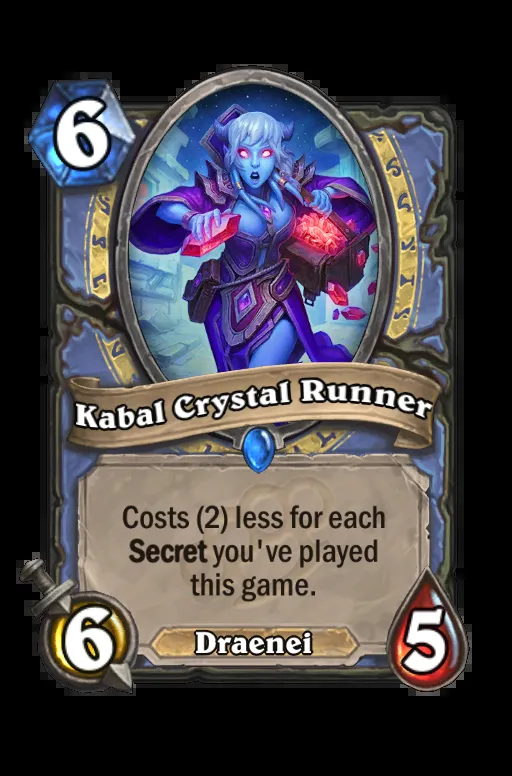 6
Kabal Crystal Runner
Costs (2) less for each
Secret you've played
this game.
6
Draenei
5